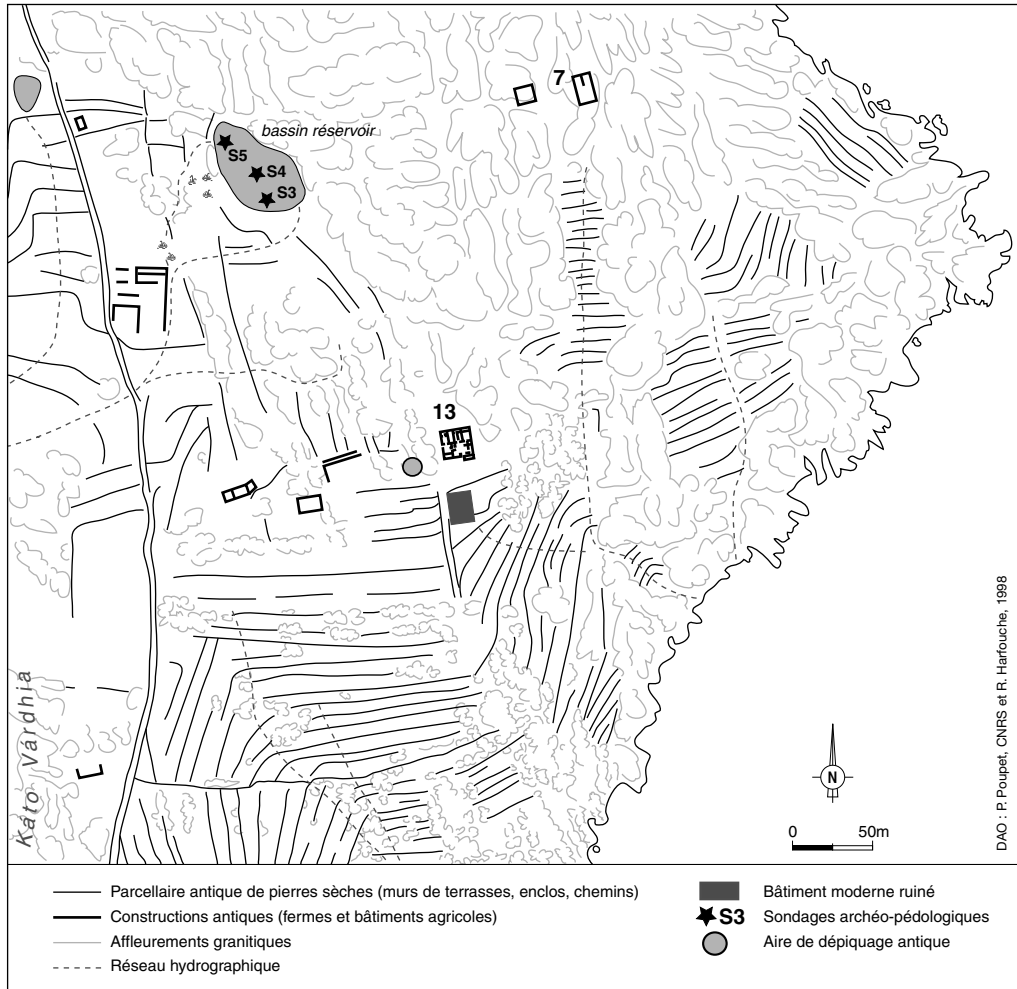 7
bassin réservoir
S5
S4
S3
13
Káto Várdhia
N
0 50m
DAO : P. Poupet, CNRS et R. Harfouche, 1998
Parcellaire antique de pierres sèches (murs de terrasses, enclos, chemins)
Constructions antiques (fermes et bâtiments agricoles)
Affleurements granitiques
Réseau hydrographique
Bâtiment moderne ruiné
S3 Sondages archéo-pédologiques
Aire de dépiquage antique